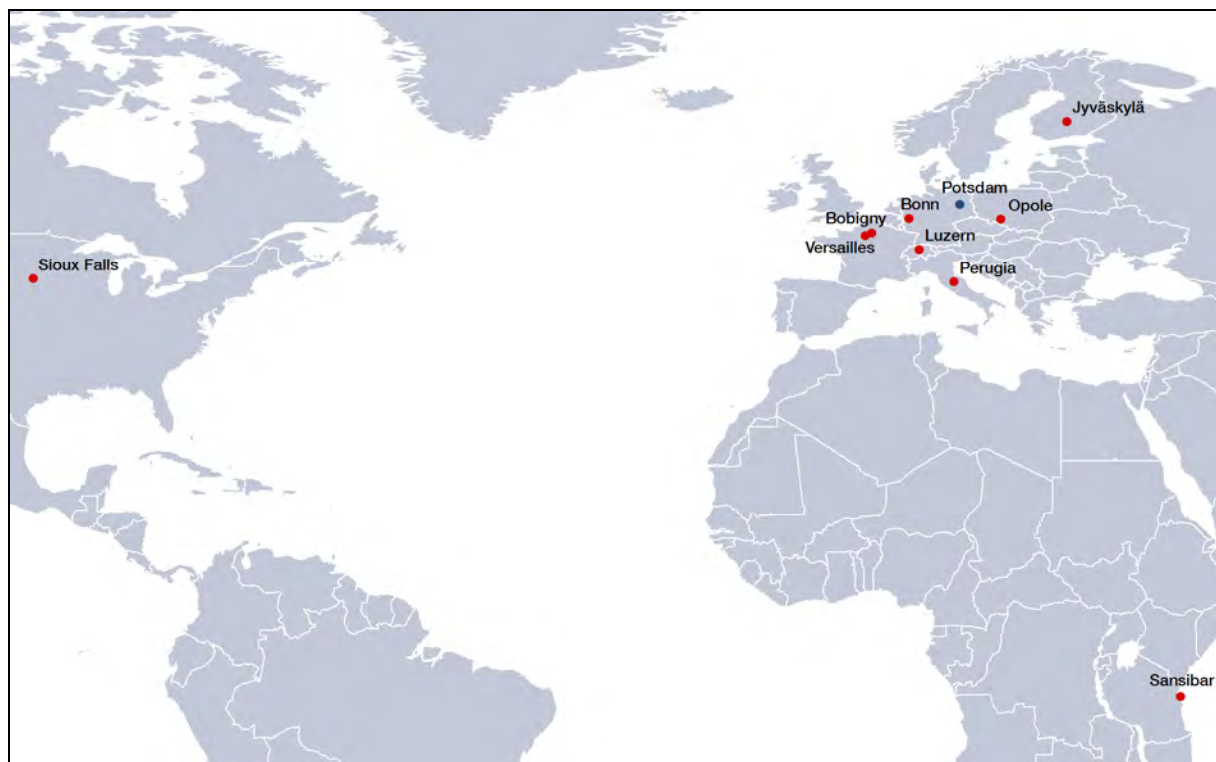 Jyväskylä
Potsdam
Bonn
Opole
Bobigny
Versailles
Luzern
Sioux Falls
Perugia
Sansibar